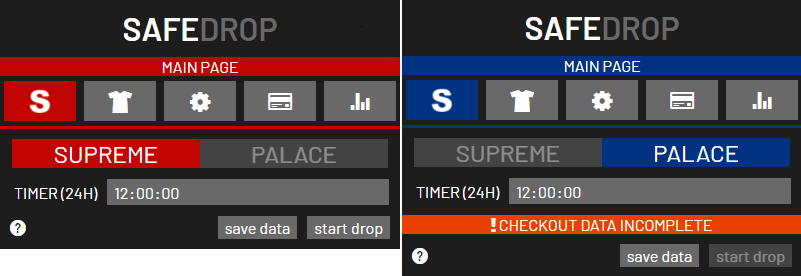 SAFEDROP
MAIN PAGE
S
SUPREME PALACE
TIMER (24H) 12:00:00
? save data start drop
SAFEDROP
MAIN PAGE
S
SUPREME PALACE
TIMER (24H) 12:00:00
! CHECKOUT DATA INCOMPLETE
? save data start drop